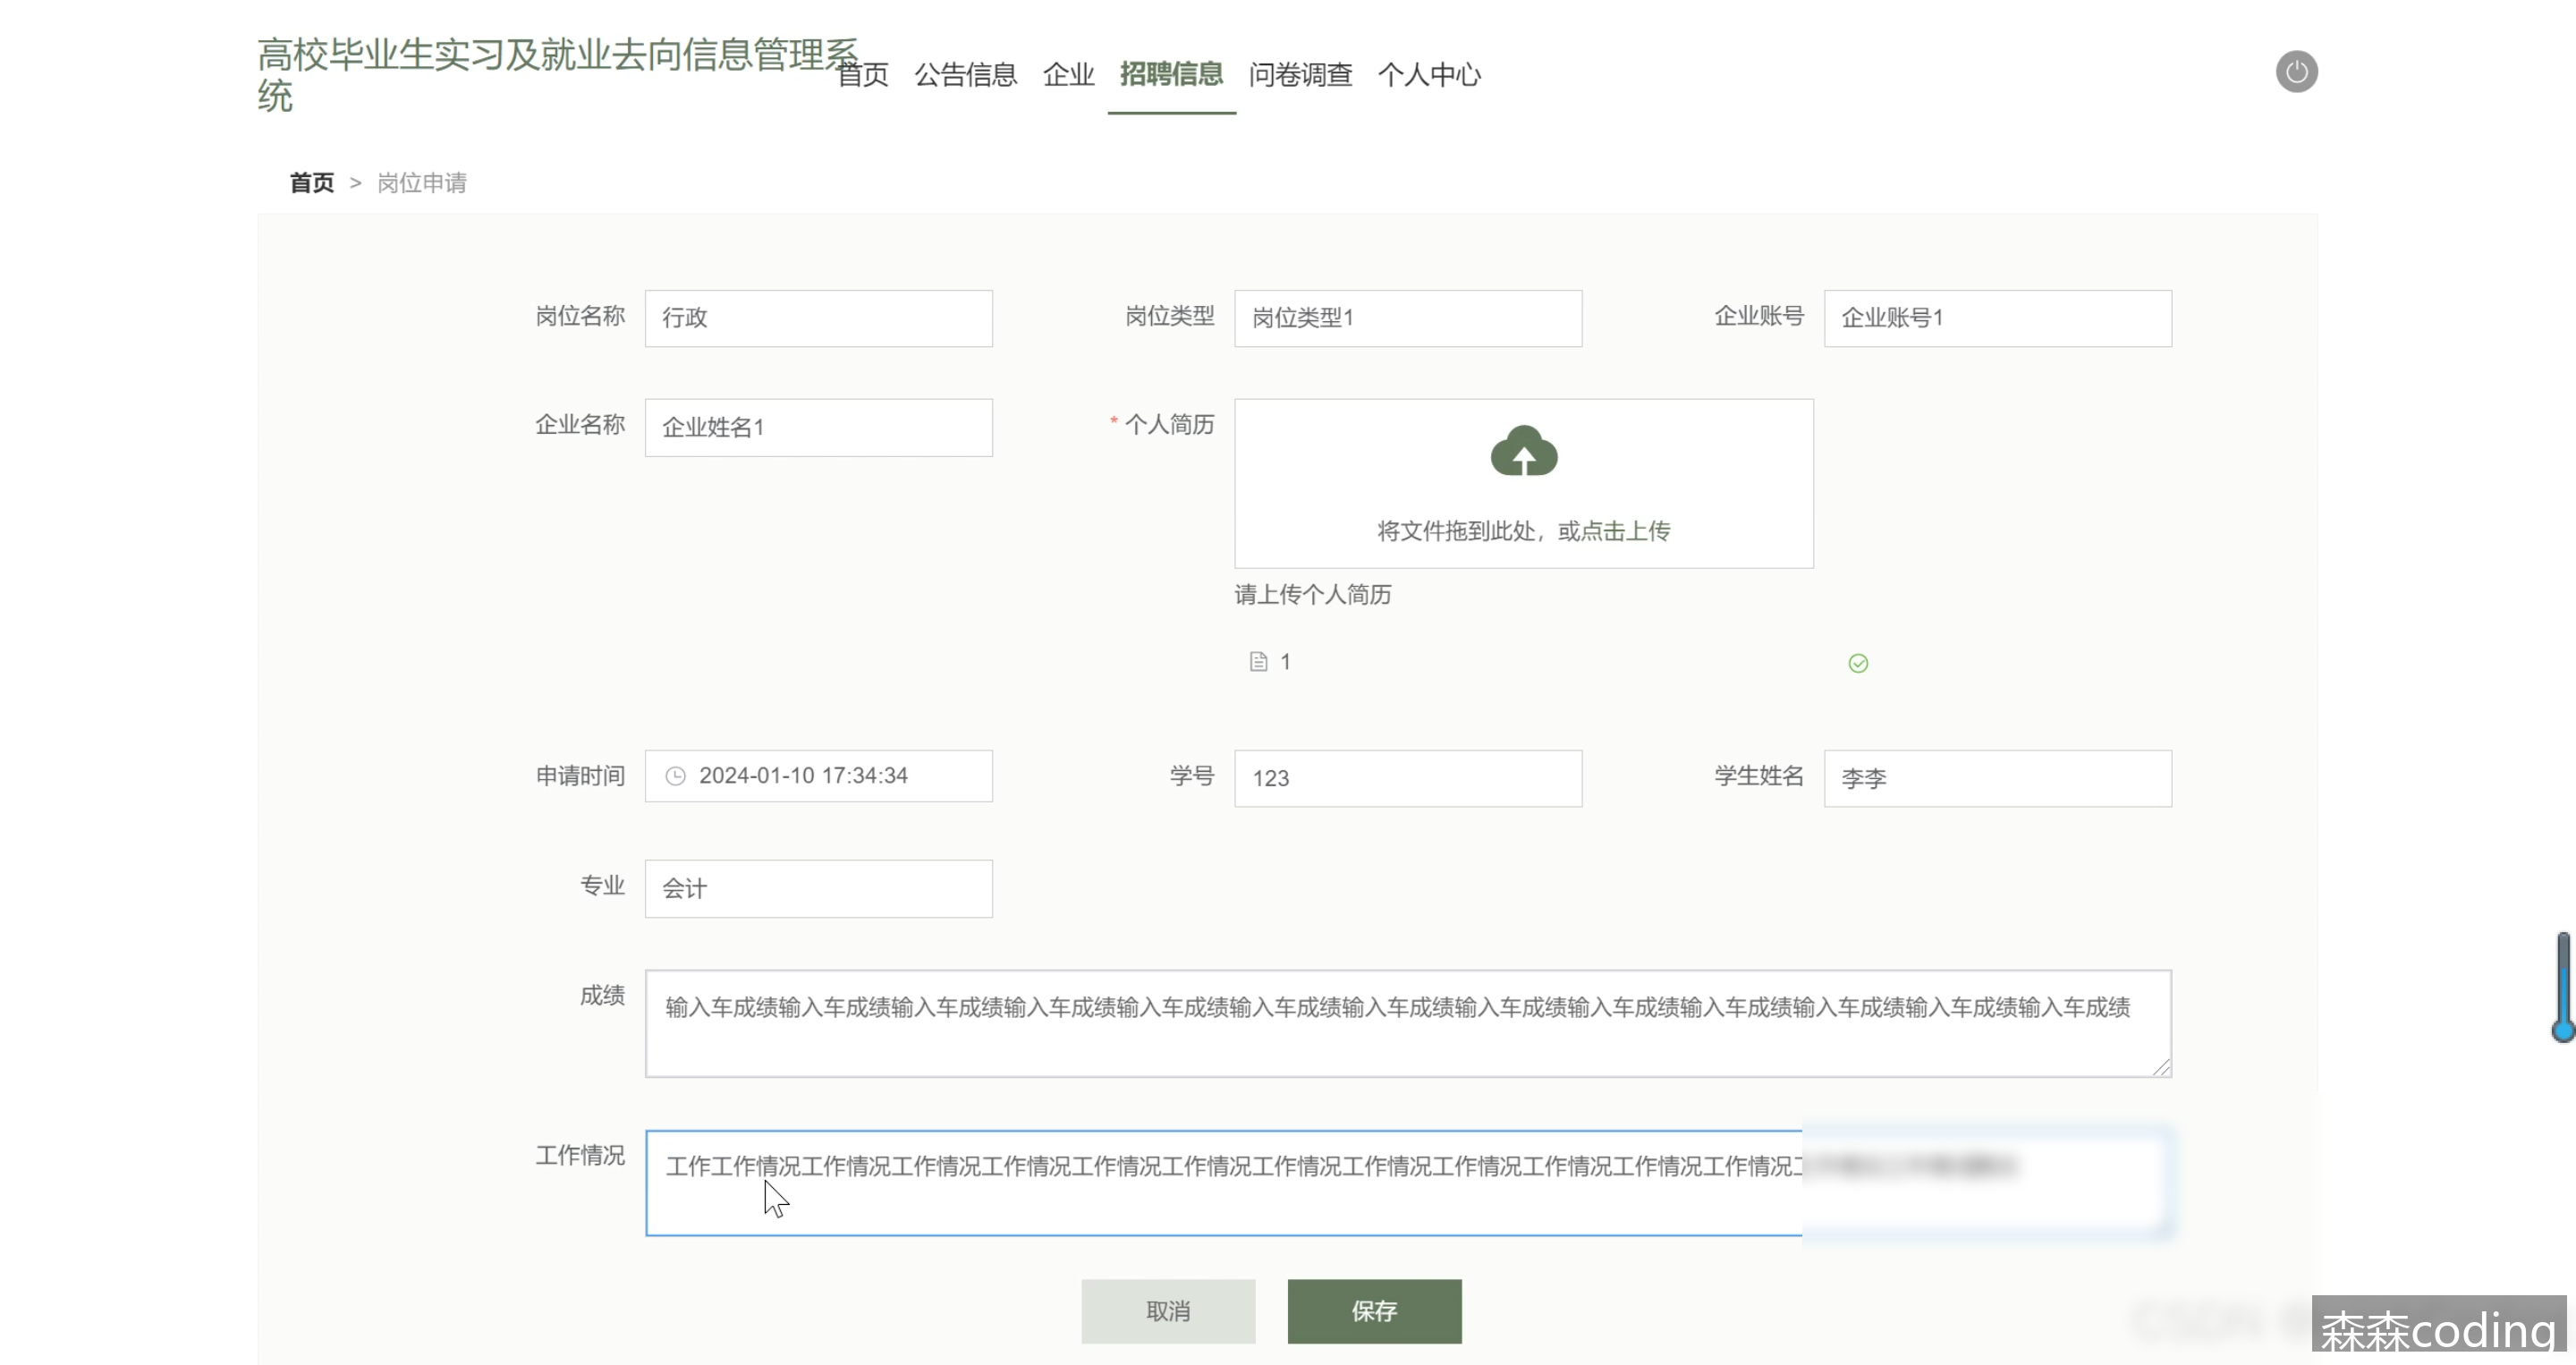 高校毕业生实习及就业去向信息管理系
统
首页 公告信息 企业 招聘信息 问卷调查 个人中心
首页 > 岗位申请
岗位名称 行政 岗位类型 岗位类型1 企业账号 企业账号1
企业名称 企业姓名1 * 个人简历
将文件拖到此处，或点击上传
请上传个人简历
1
申请时间 2024-01-10 17:34:34 学号 123 学生姓名 李李
专业 会计
成绩 输入车成绩输入车成绩输入车成绩输入车成绩输入车成绩输入车成绩输入车成绩输入车成绩输入车成绩输入车成绩输入车成绩输入车成绩输入车成绩
工作情况 工作工作情况工作情况工作情况工作情况工作情况工作情况工作情况工作情况工作情况工作情况工作情况工作情况
取消 保存
森森coding